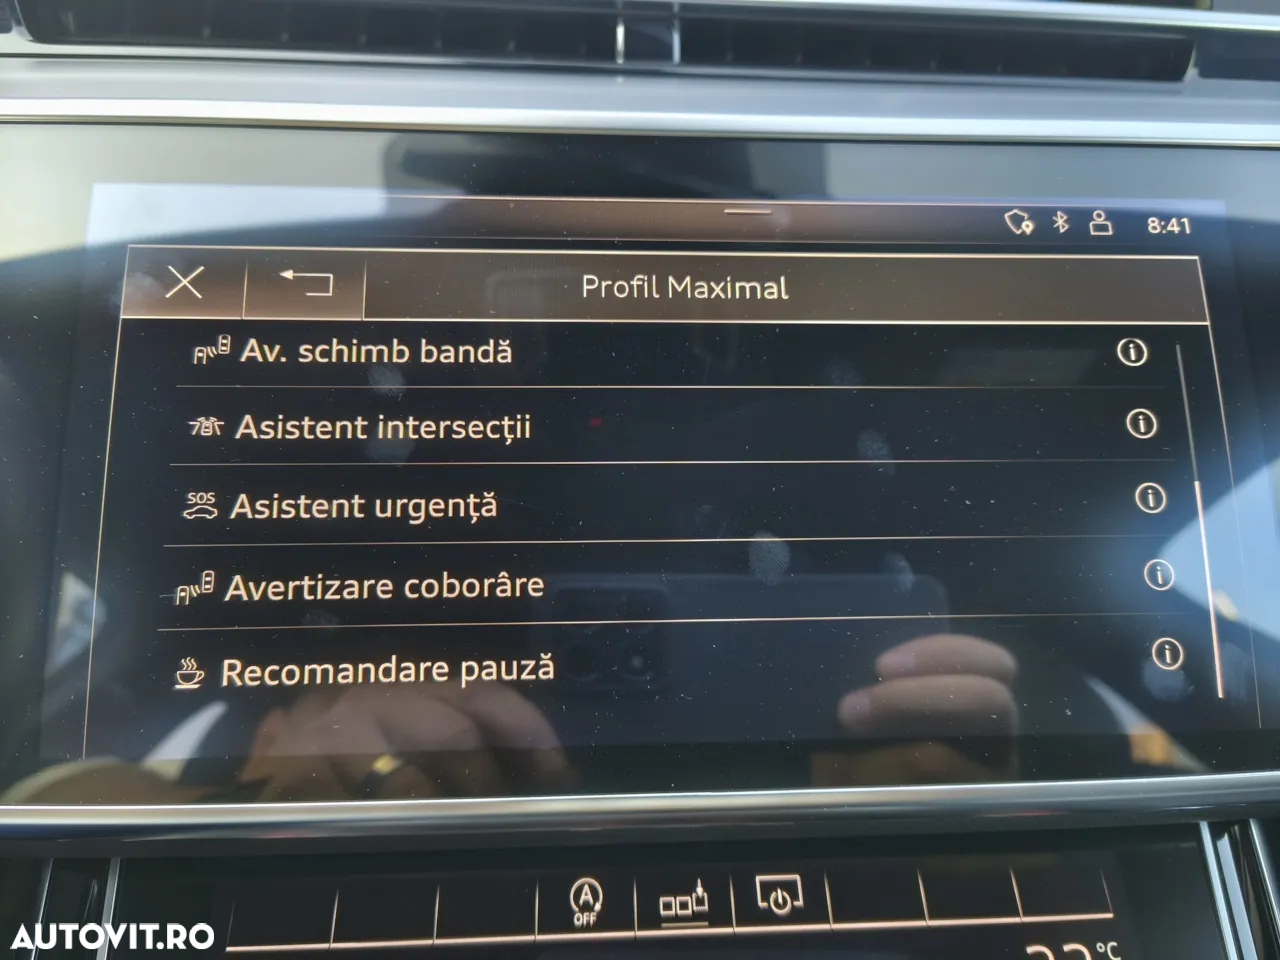 8:41
Profil Maximal
Av. schimb bandă
Asistent intersecții
SOS Asistent urgență
Avertizare coborâre
Recomandare pauză
A
OFF
°C
AUTOVIT.RO